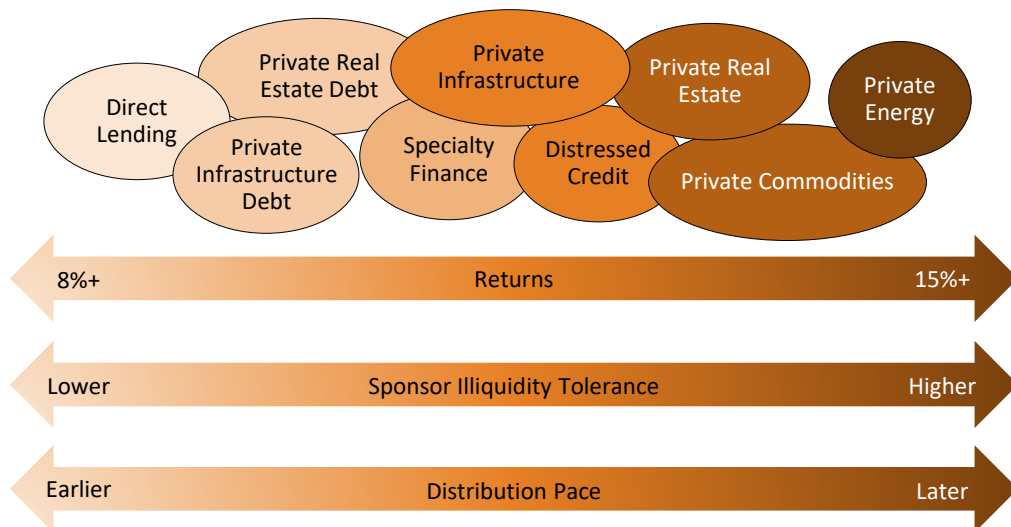 Direct
Lending
Private Real
Estate Debt
Private
Infrastructure
Debt
Private
Infrastructure
Specialty
Finance
Distressed
Credit
Private Real
Estate
Private Commodities
Private
Energy
8%+ Returns 15%+
Lower Sponsor Illiquidity Tolerance Higher
Earlier Distribution Pace Later